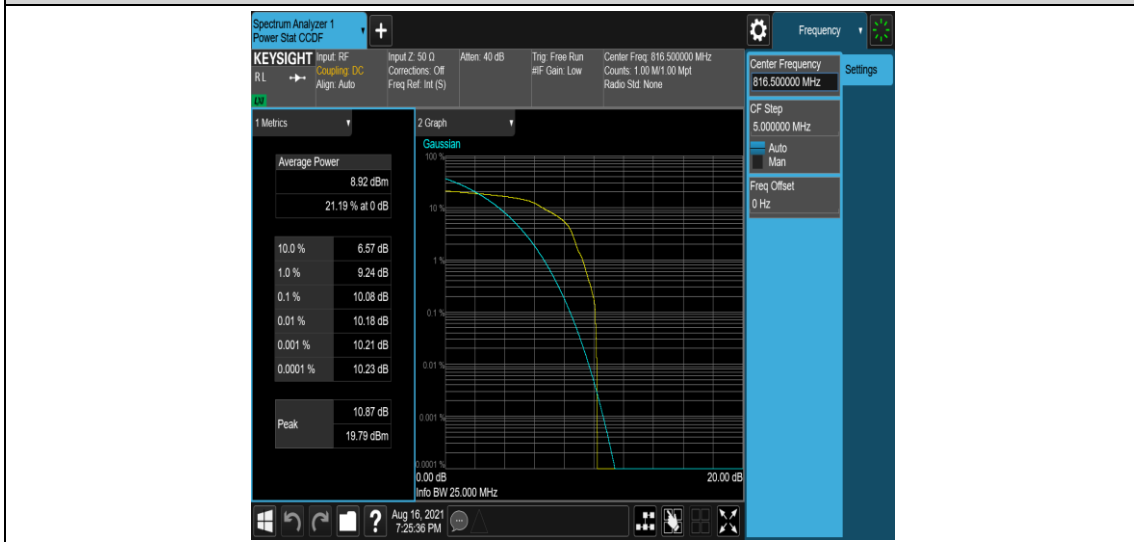 Spectrum Analyzer 1
Power Stat CCDF
Frequency
KEYSIGHT
RL
Input: RF
Coupling: DC
Align: Auto
Input Z: 50 Ω
Corrections: Off
Freq Ref: Int (S)
Atten: 40 dB
Trig: Free Run
#IF Gain: Low
Center Freq: 816.500000 MHz
Counts: 1.00 M/1.00 Mpt
Radio Std: None
Center Frequency
816.500000 MHz
Settings
CF Step
5.000000 MHz
Auto
Man
Freq Offset
0 Hz
1 Metrics
Average Power
8.92 dBm
21.19 % at 0 dB
10.0 % 6.57 dB
1.0 % 9.24 dB
0.1 % 10.08 dB
0.01 % 10.18 dB
0.001 % 10.21 dB
0.0001 % 10.23 dB
Peak
10.87 dB
19.79 dBm
2 Graph
Gaussian
100 %
10 %
1 %
0.1 %
0.01 %
0.001 %
0.0001 %
0.00 dB 20.00 dB
Info BW 25.000 MHz
?
Aug 16, 2021
7:25:36 PM